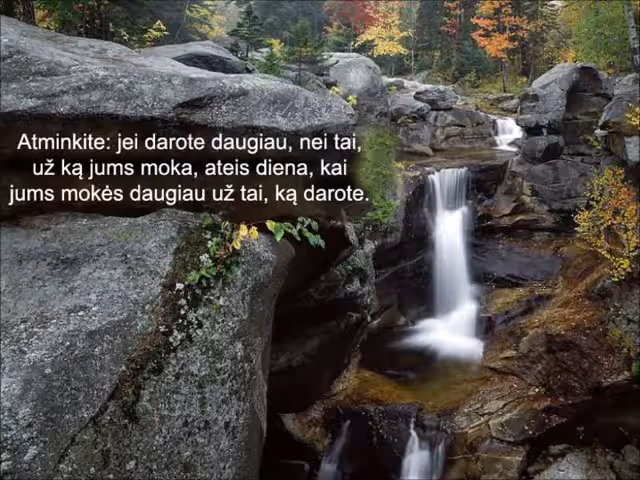 Atminkite: jei darote daugiau, nei tai,
už ką jums moka, ateis diena, kai
jums mokės daugiau už tai, ką darote.